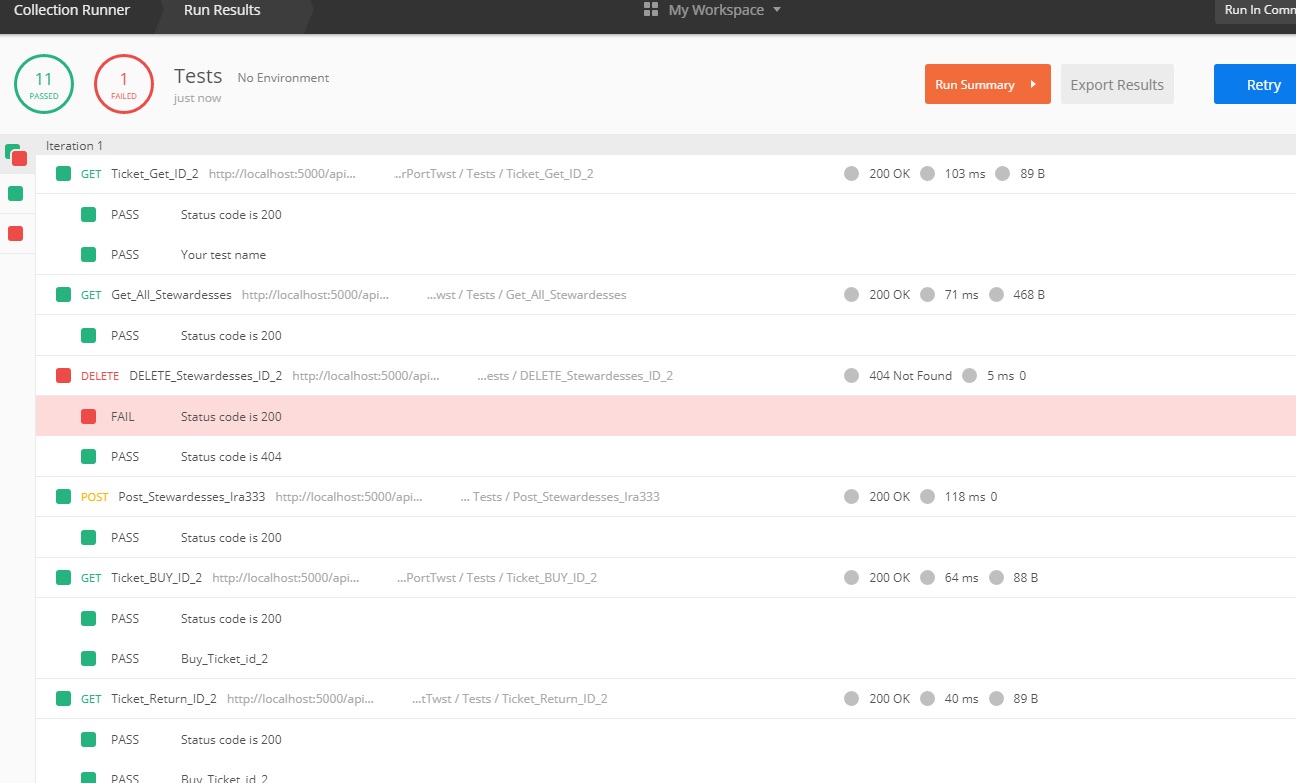 Collection Runner Run Results My Workspace Run In Comm
11 PASSED
1 FAILED
Tests No Environment
just now
Run Summary Export Results Retry
Iteration 1
GET Ticket_Get_ID_2 http://localhost:5000/api... ...rPortTwst / Tests / Ticket_Get_ID_2 200 OK 103 ms 89 B
PASS Status code is 200
PASS Your test name
GET Get_All_Stewardesses http://localhost:5000/api... ...wst / Tests / Get_All_Stewardesses 200 OK 71 ms 468 B
PASS Status code is 200
DELETE DELETE_Stewardesses_ID_2 http://localhost:5000/api... ...ests / DELETE_Stewardesses_ID_2 404 Not Found 5 ms 0
FAIL Status code is 200
PASS Status code is 404
POST Post_Stewardesses_Ira333 http://localhost:5000/api... ... Tests / Post_Stewardesses_Ira333 200 OK 118 ms 0
PASS Status code is 200
GET Ticket_BUY_ID_2 http://localhost:5000/api... ...PortTwst / Tests / Ticket_BUY_ID_2 200 OK 64 ms 88 B
PASS Status code is 200
PASS Buy_Ticket_id_2
GET Ticket_Return_ID_2 http://localhost:5000/api... ...tTwst / Tests / Ticket_Return_ID_2 200 OK 40 ms 89 B
PASS Status code is 200
PASS Buy_Ticket_id_2